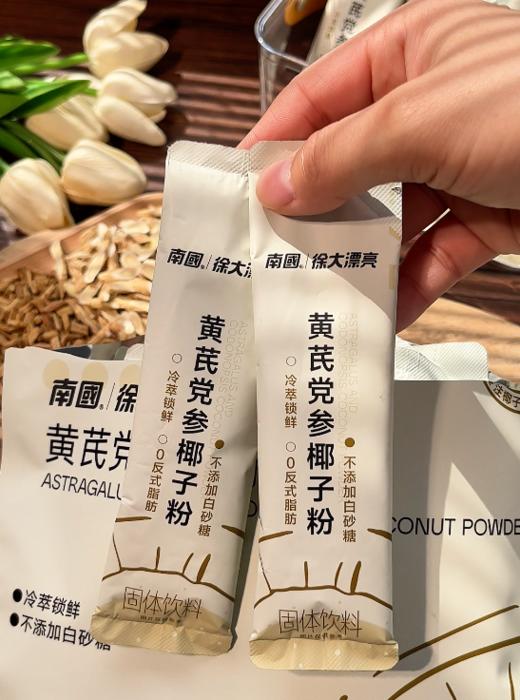 南國® 徐大漂
黄芪党参椰子粉
ASTRAGALUS AND
CODONOPSIS COCON
○ 冷萃锁鲜 ○ 0反式脂肪
● 不添加白砂糖
固体饮料
南國® 徐大漂亮
黄芪党参椰子粉
ASTRAGALUS AND
○ 冷萃锁鲜 ○ 0反式脂肪
● 不添加白砂糖
固体饮料
南國® 徐
黄芪党
ASTRAGALU
CONUT POWDE
●冷萃锁鲜
●不添加白砂糖